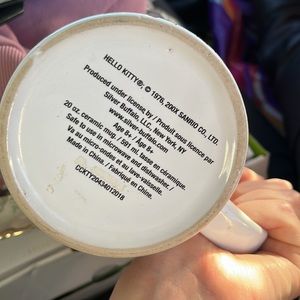 HELLO KITTY®, © 1976, 200X SANRIO CO., LTD.
Produced under license by / Produit sous licence par
Silver Buffalo, LLC., New York, NY
www.silver-buffalo.com
Age 8+ / Age 8+
20 oz. ceramic mug. / 591 ml. tasse en céramique.
Safe to use in microwave and dishwasher. /
Va au micro-ondes et au lave-vaisselle.
Made in China. / Fabriqué en Chine.